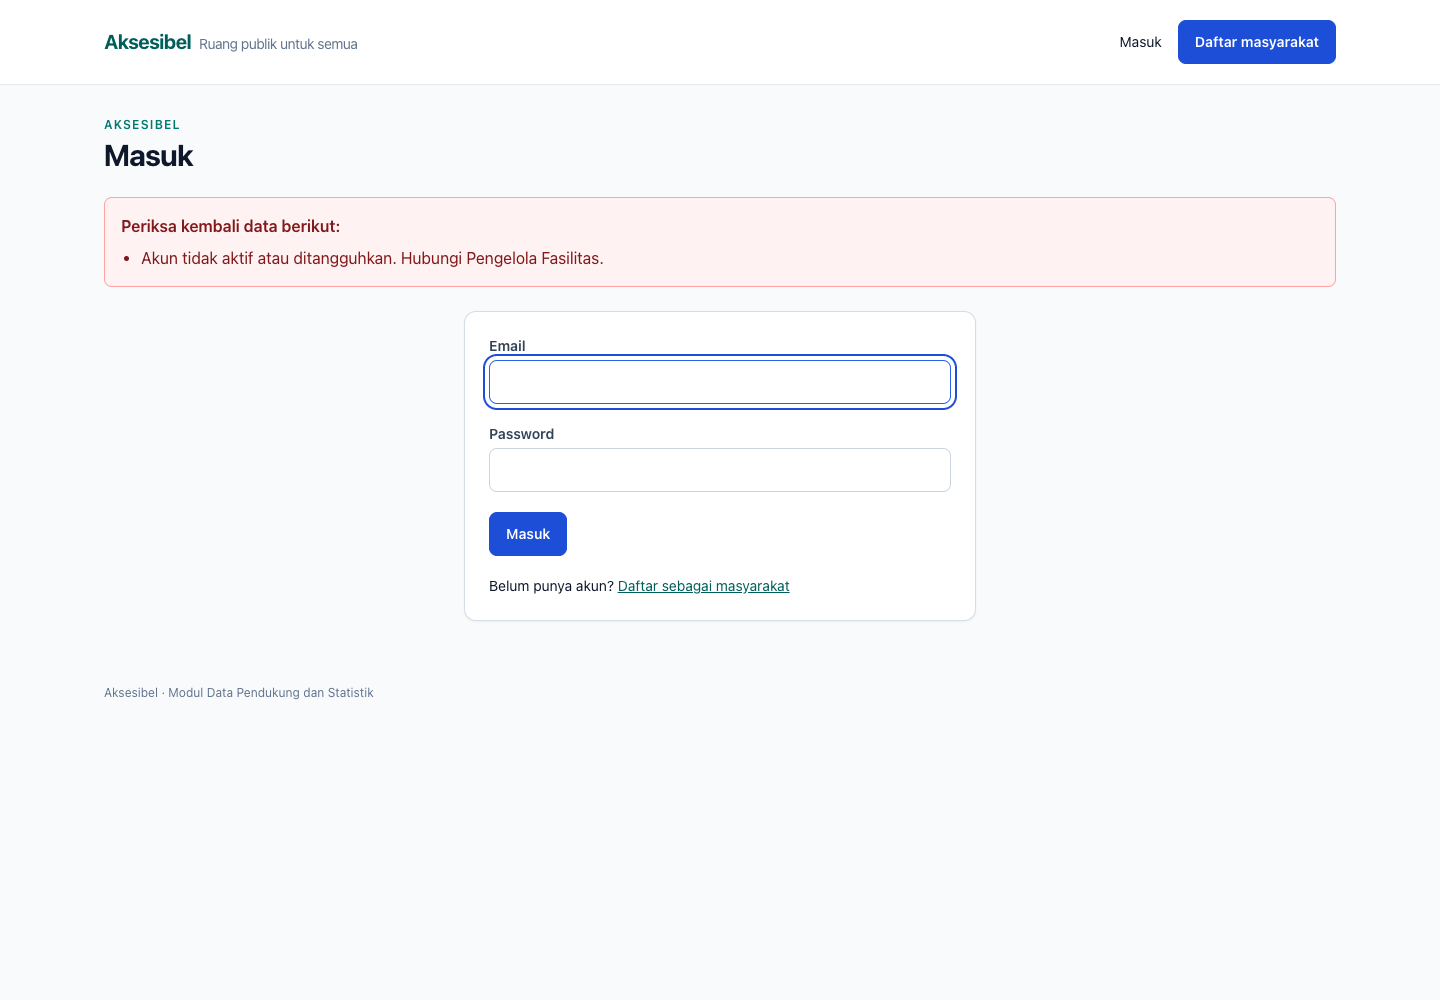 Aksesibel Ruang publik untuk semua
Masuk
Daftar masyarakat
AKSESIBEL
Masuk
Periksa kembali data berikut:
• Akun tidak aktif atau ditangguhkan. Hubungi Pengelola Fasilitas.
Email
Password
Masuk
Belum punya akun? Daftar sebagai masyarakat
Aksesibel · Modul Data Pendukung dan Statistik